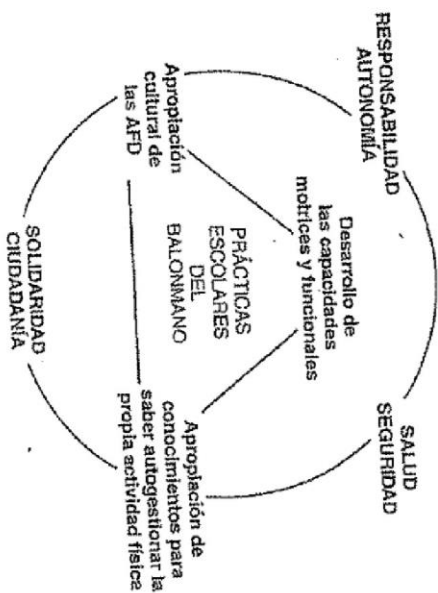 RESPONSABILIDAD
AUTONOMÍA
SALUD
SEGURIDAD
Desarrollo de
las capacidades
motrices y funcionales
PRÁCTICAS
ESCOLARES
DEL
BALONMANO
Apropiación
cultural de
las AFD
Apropiación de
conocimientos para
saber autogestionar la
propia actividad física
SOLIDARIDAD
CIUDADANÍA